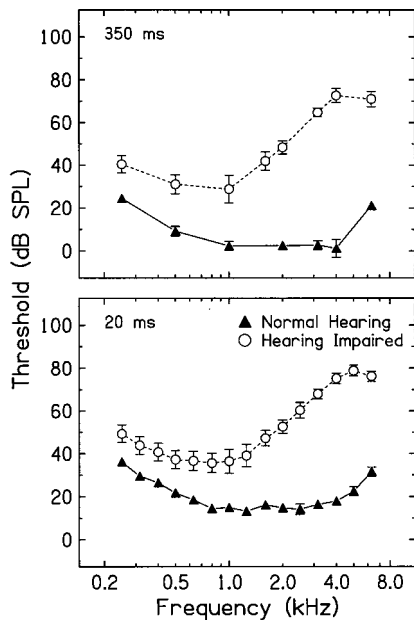 350 ms
100
80
60
40
20
0
Threshold (dB SPL)
20 ms
Normal Hearing
Hearing Impaired
100
80
60
40
20
0
0.2 0.5 1.0 2.0 4.0 8.0
Frequency (kHz)